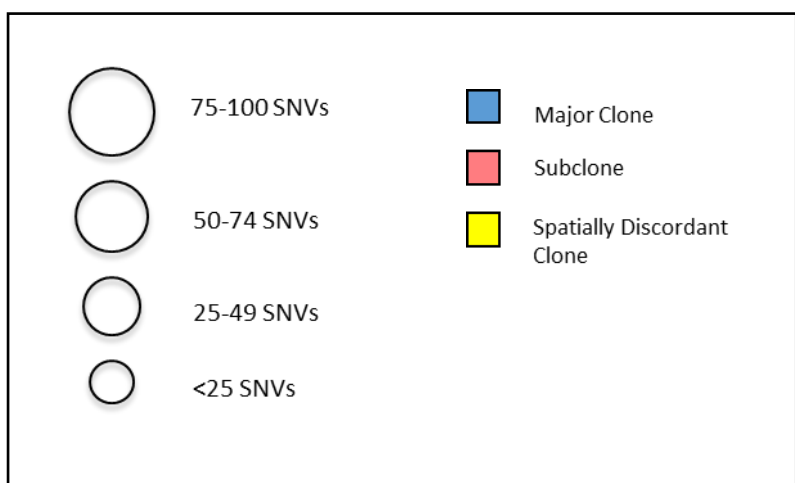 75-100 SNVs
50-74 SNVs
25-49 SNVs
<25 SNVs
Major Clone
Subclone
Spatially Discordant
Clone